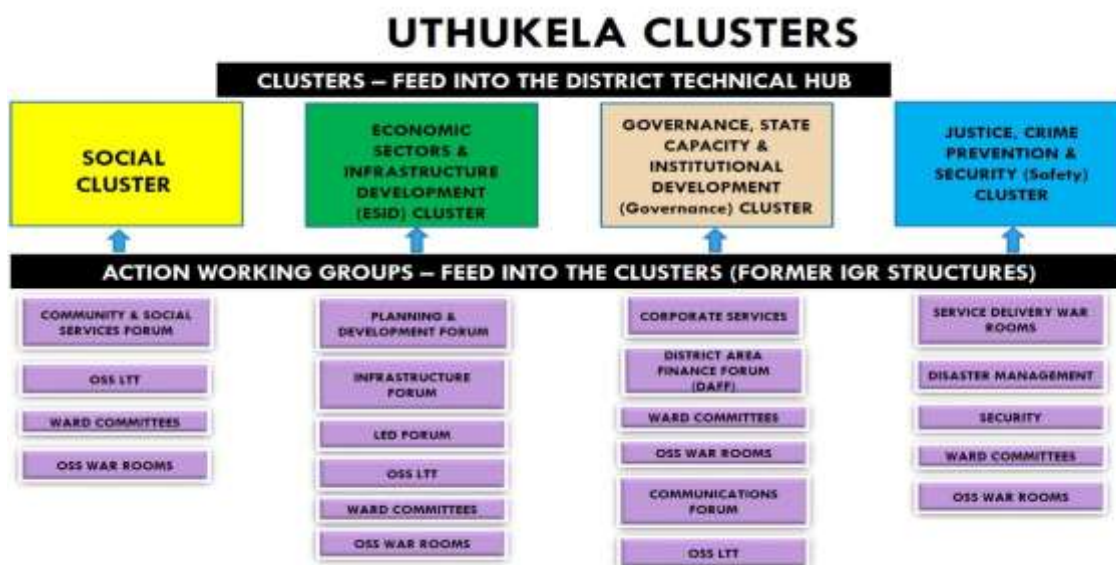 UTHUKELA CLUSTERS
CLUSTERS – FEED INTO THE DISTRICT TECHNICAL HUB
SOCIAL
CLUSTER
ECONOMIC
SECTORS &
INFRASTRUCTURE
DEVELOPMENT
(ESID) CLUSTER
GOVERNANCE, STATE
CAPACITY &
INSTITUTIONAL
DEVELOPMENT
(Governance) CLUSTER
JUSTICE, CRIME
PREVENTION &
SECURITY (Safety)
CLUSTER
ACTION WORKING GROUPS – FEED INTO THE CLUSTERS (FORMER IGR STRUCTURES)
COMMUNITY & SOCIAL
SERVICES FORUM
OSS LTT
WARD COMMITTEES
OSS WAR ROOMS
PLANNING &
DEVELOPMENT FORUM
INFRASTRUCTURE
FORUM
LED FORUM
OSS LTT
WARD COMMITTEES
OSS WAR ROOMS
CORPORATE SERVICES
DISTRICT AREA
FINANCE FORUM
(DAFF)
WARD COMMITTEES
OSS WAR ROOMS
COMMUNICATIONS
FORUM
OSS LTT
SERVICE DELIVERY WAR
ROOMS
DISASTER MANAGEMENT
SECURITY
WARD COMMITTEES
OSS WAR ROOMS